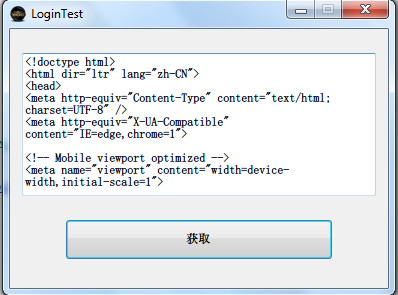 LoginTest
<!doctype html>
<html dir="ltr" lang="zh-CN">
<head>
<meta http-equiv="Content-Type" content="text/html;
charset=UTF-8" />
<meta http-equiv="X-UA-Compatible"
content="IE=edge,chrome=1">
<!-- Mobile viewport optimized -->
<meta name="viewport" content="width=device-
width,initial-scale=1">
获取